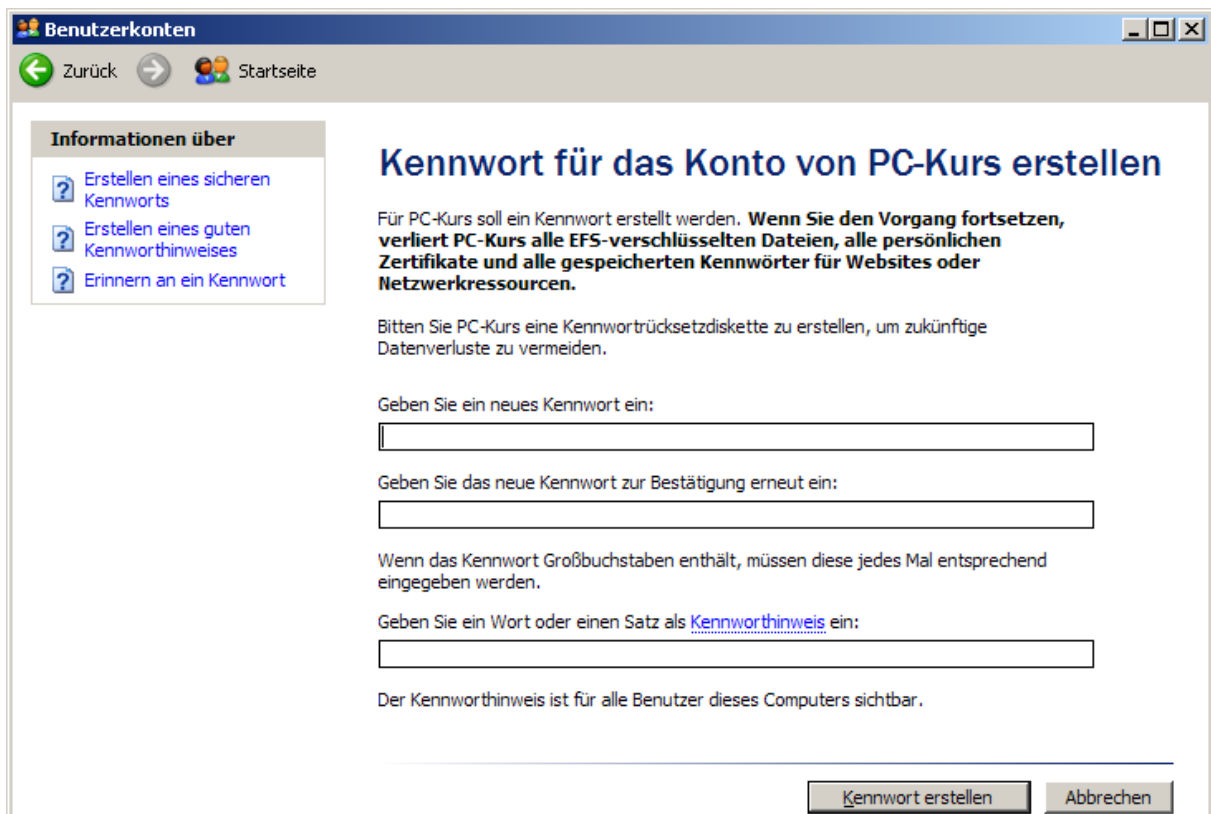 Benutzerkonten
Zurück Startseite
Informationen über
Erstellen eines sicheren
Kennworts
Erstellen eines guten
Kennworthinweises
Erinnern an ein Kennwort
Kennwort für das Konto von PC-Kurs erstellen
Für PC-Kurs soll ein Kennwort erstellt werden. Wenn Sie den Vorgang fortsetzen,
verliert PC-Kurs alle EFS-verschlüsselten Dateien, alle persönlichen
Zertifikate und alle gespeicherten Kennwörter für Websites oder
Netzwerkressourcen.
Bitten Sie PC-Kurs eine Kennwortrücksetzdiskette zu erstellen, um zukünftige
Datenverluste zu vermeiden.
Geben Sie ein neues Kennwort ein:
Geben Sie das neue Kennwort zur Bestätigung erneut ein:
Wenn das Kennwort Großbuchstaben enthält, müssen diese jedes Mal entsprechend
eingegeben werden.
Geben Sie ein Wort oder einen Satz als Kennworthinweis ein:
Der Kennworthinweis ist für alle Benutzer dieses Computers sichtbar.
Kennwort erstellen Abbrechen